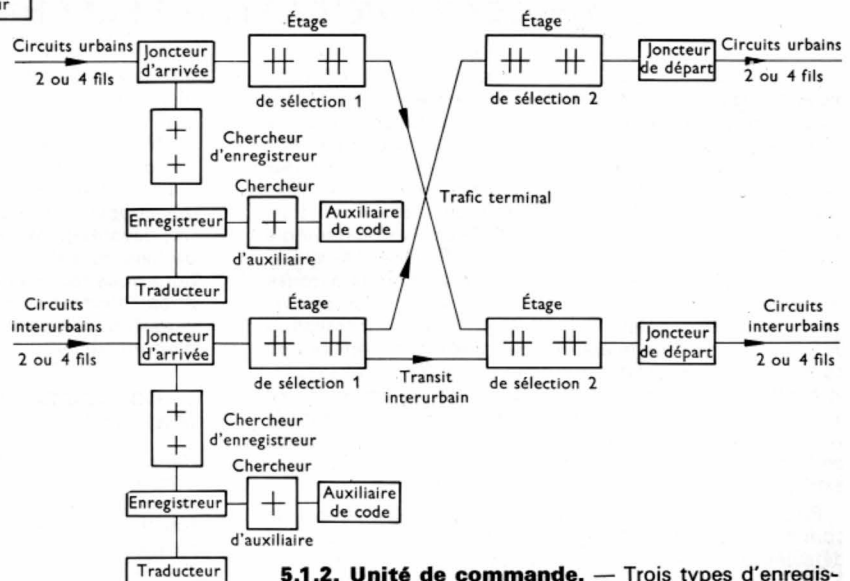 Étage
Étage
Circuits urbains
2 ou 4 fils
Joncteur
d'arrivée
de sélection 1
de sélection 2
Joncteur
de départ
Circuits urbains
2 ou 4 fils
Chercheur
d'enregistreur
Chercheur
Enregistreur
Auxiliaire
de code
d'auxiliaire
Trafic terminal
Traducteur
Circuits
interurbains
2 ou 4 fils
Joncteur
d'arrivée
Étage
de sélection 1
Transit
interurbain
Étage
de sélection 2
Joncteur
de départ
Circuits
interurbains
2 ou 4 fils
Chercheur
d'enregistreur
Chercheur
Enregistreur
Auxiliaire
de code
d'auxiliaire
Traducteur
5.1.2. Unité de commande. — Trois types d'enregis-